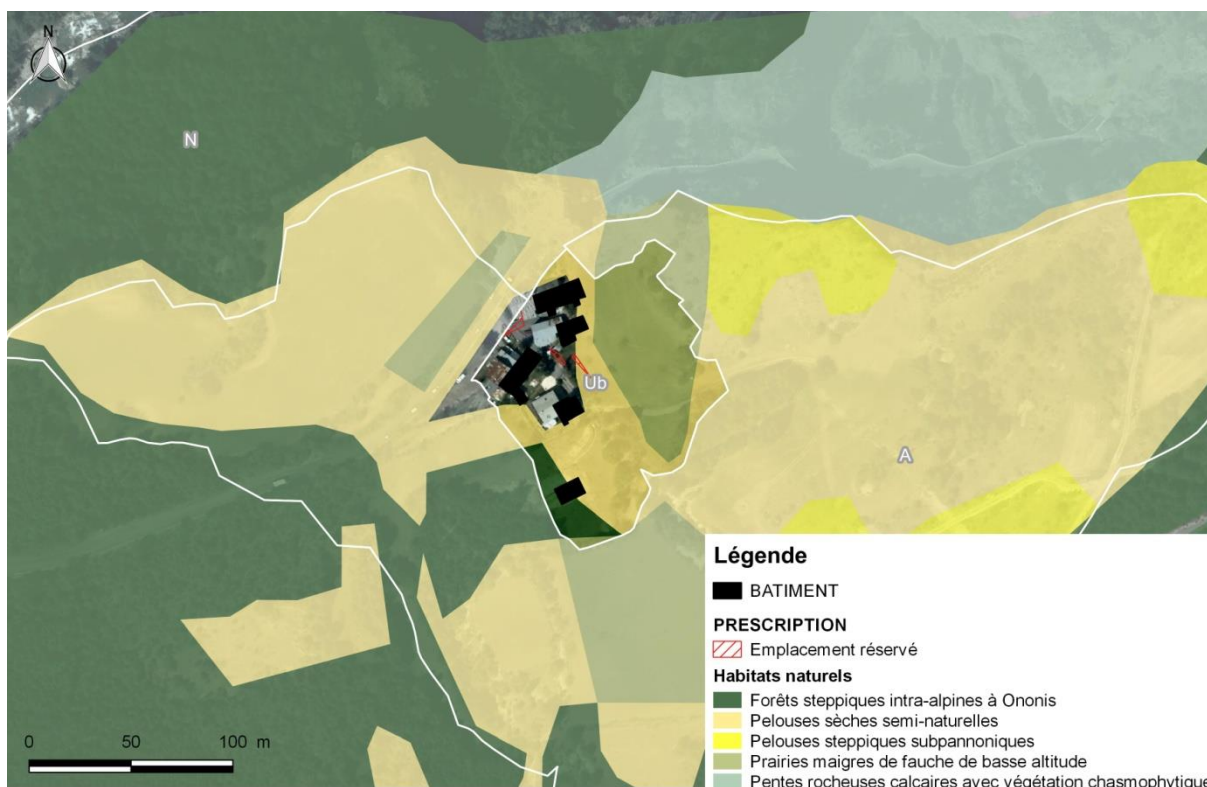 N
N
Ub
A
Légende
BATIMENT
PRESCRIPTION
Emplacement réservé
Habitats naturels
Forêts steppiques intra-alpines à Ononis
Pelouses sèches semi-naturelles
Pelouses steppiques subpannoniques
Prairies maigres de fauche de basse altitude
Pentes rocheuses calcaires avec végétation chasmophytique
0 50 100 m